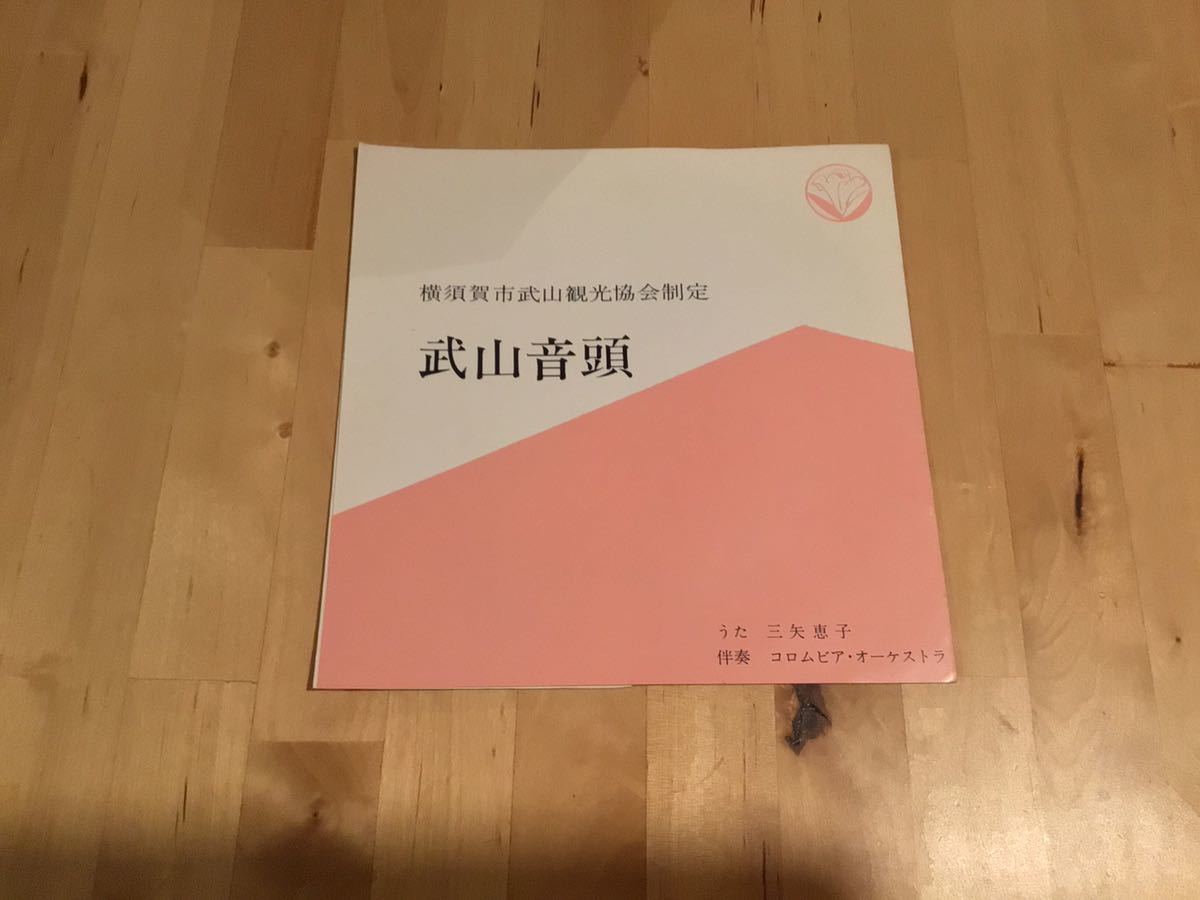 横須賀市武山観光協会制定
武山音頭
うた 三矢恵子
伴奏 コロムビア・オーケストラ